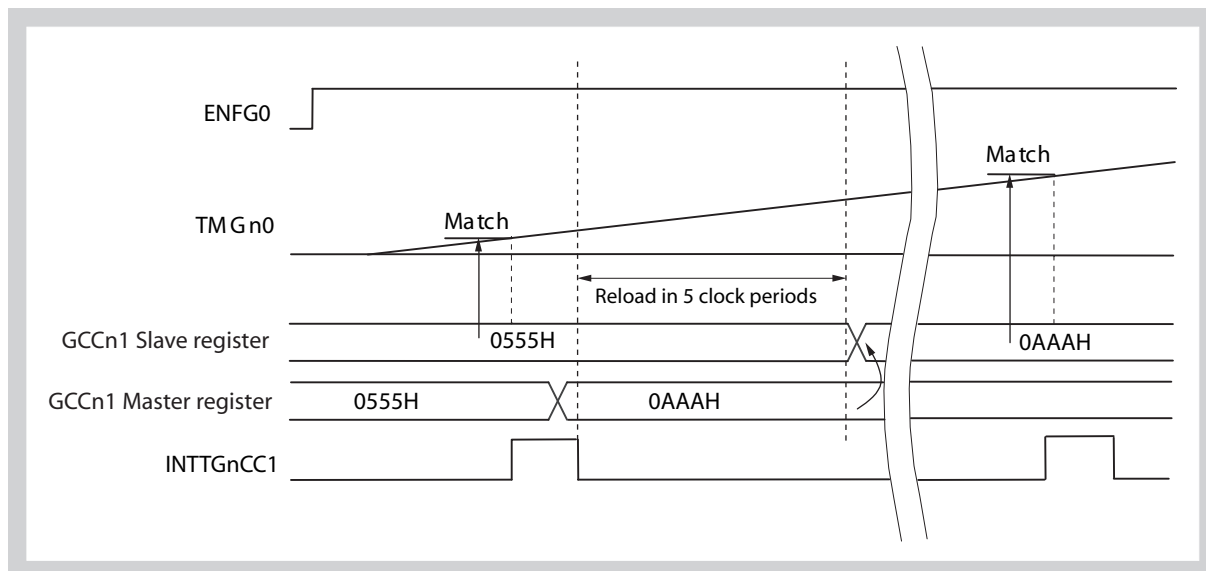 ENFG0
Match
TMGn0
Match
Reload in 5 clock periods
GCCn1 Slave register
0555H
0AAAH
GCCn1 Master register
0555H
0AAAH
INTTGnCC1